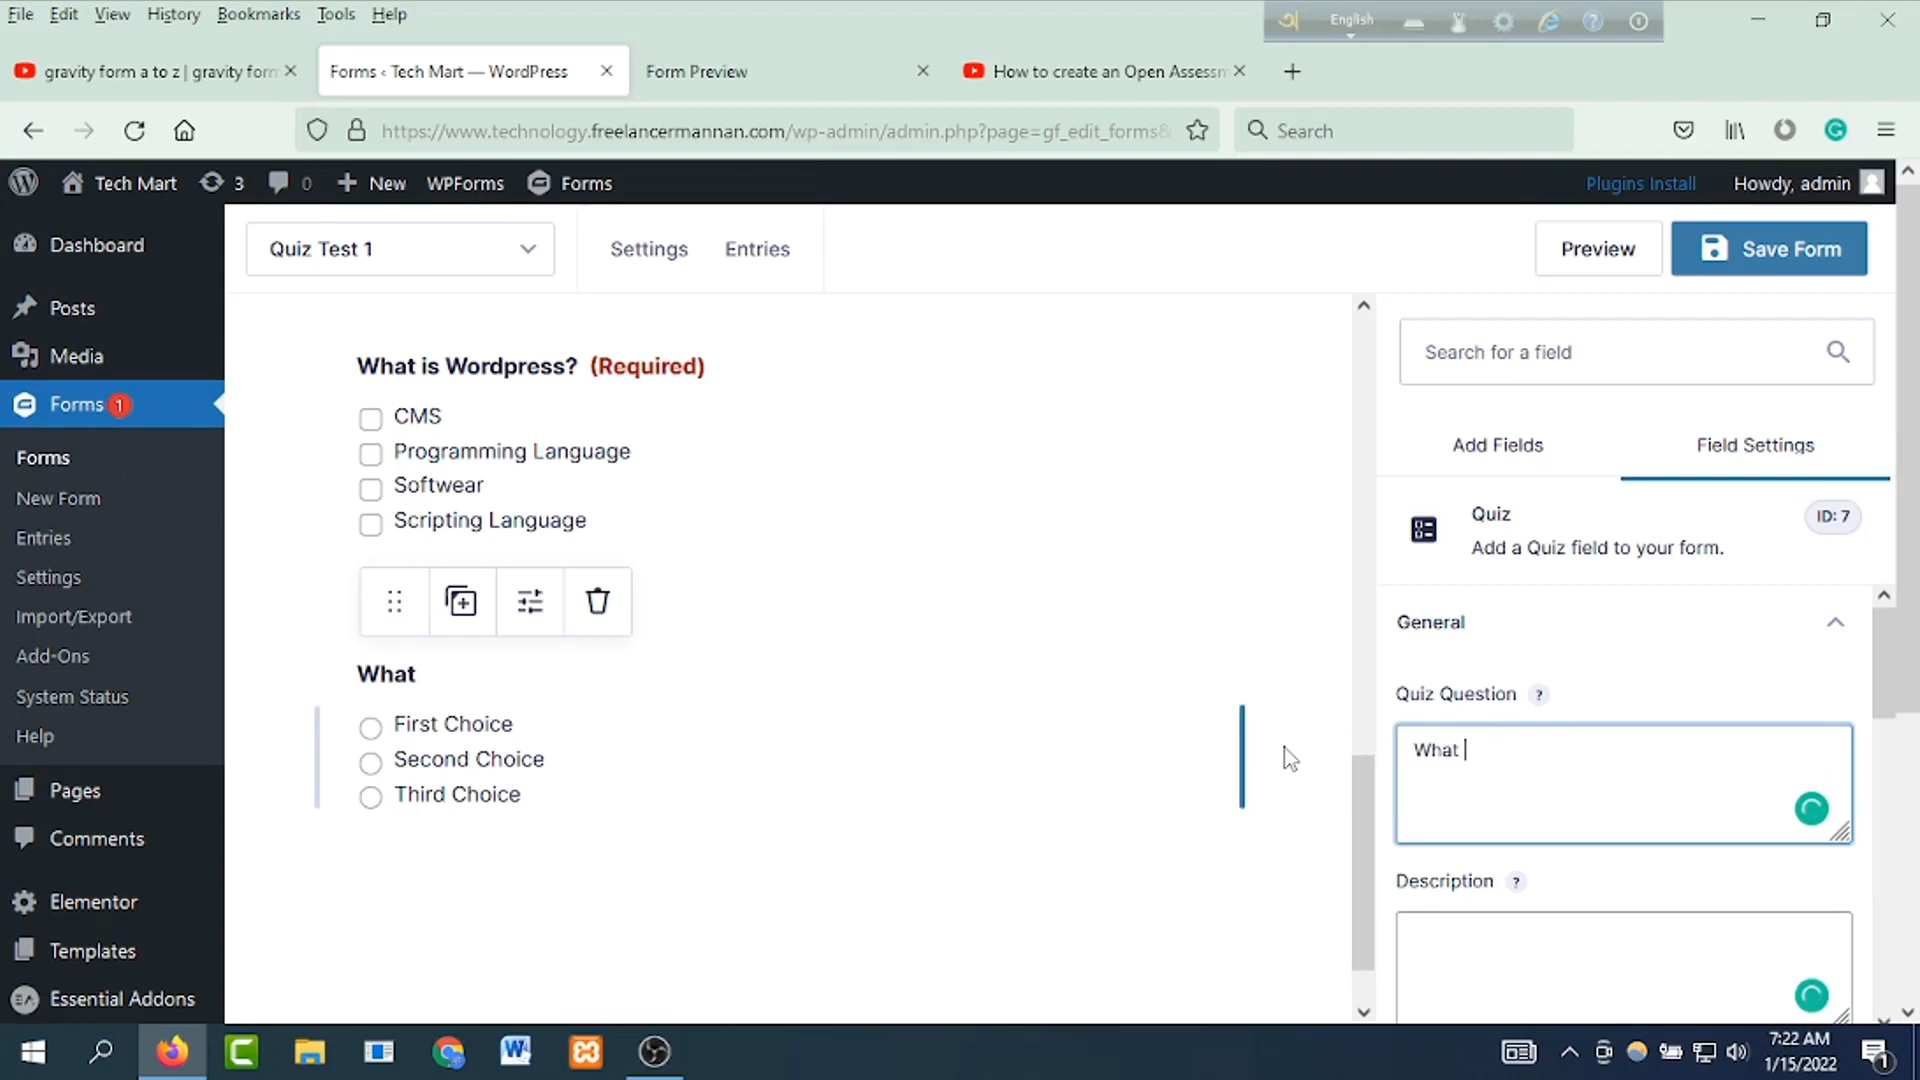 File Edit View History Bookmarks Tools Help
English
gravity form a to z | gravity form
Forms ‹ Tech Mart — WordPress
Form Preview
How to create an Open Assessm
https://www.technology.freelancermannan.com/wp-admin/admin.php?page=gf_edit_forms&
Search
Tech Mart 3 0 New WPForms Forms
Plugins Install Howdy, admin
Dashboard
Posts
Media
Forms 1
Forms
New Form
Entries
Settings
Import/Export
Add-Ons
System Status
Help
Pages
Comments
Elementor
Templates
Essential Addons
Quiz Test 1
Settings Entries
Preview Save Form
What is Wordpress? (Required)
CMS
Programming Language
Softwear
Scripting Language
What
First Choice
Second Choice
Third Choice
Search for a field
Add Fields Field Settings
Quiz ID: 7
Add a Quiz field to your form.
General
Quiz Question ?
What
Description ?
7:22 AM
1/15/2022
1